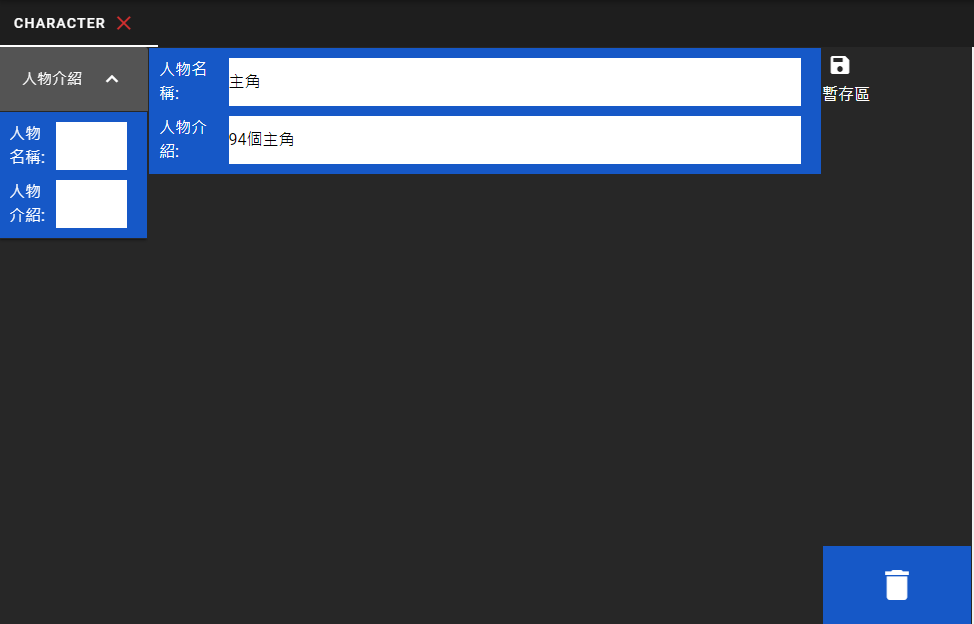 CHARACTER
人物介紹
人物
名稱:
人物
介紹:
人物名
稱:
主角
人物介
紹:
94個主角
暫存區